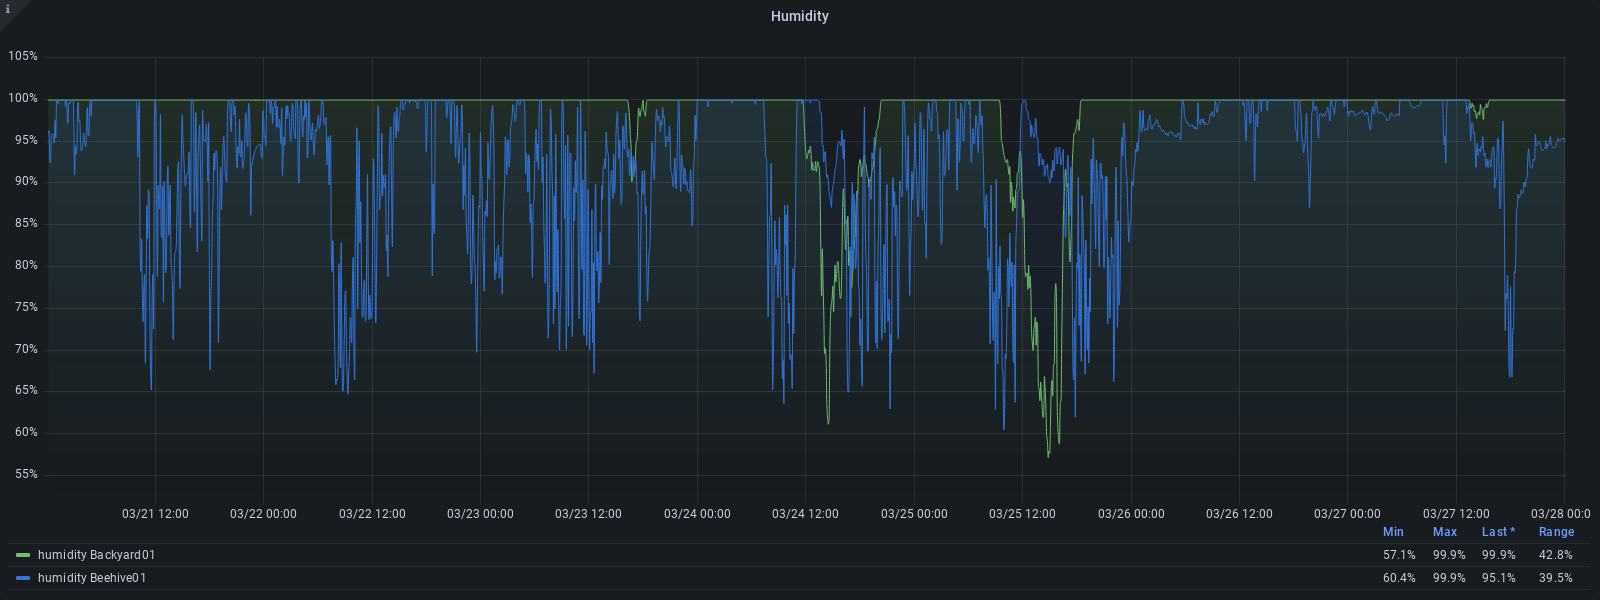 i
Humidity
105%
100%
95%
90%
85%
80%
75%
70%
65%
60%
55%
03/21 12:00 03/22 00:00 03/22 12:00 03/23 00:00 03/23 12:00 03/24 00:00 03/24 12:00 03/25 00:00 03/25 12:00 03/26 00:00 03/26 12:00 03/27 00:00 03/27 12:00 03/28 00:0
Min Max Last * Range
humidity Backyard01 57.1% 99.9% 99.9% 42.8%
humidity Beehive01 60.4% 99.9% 95.1% 39.5%